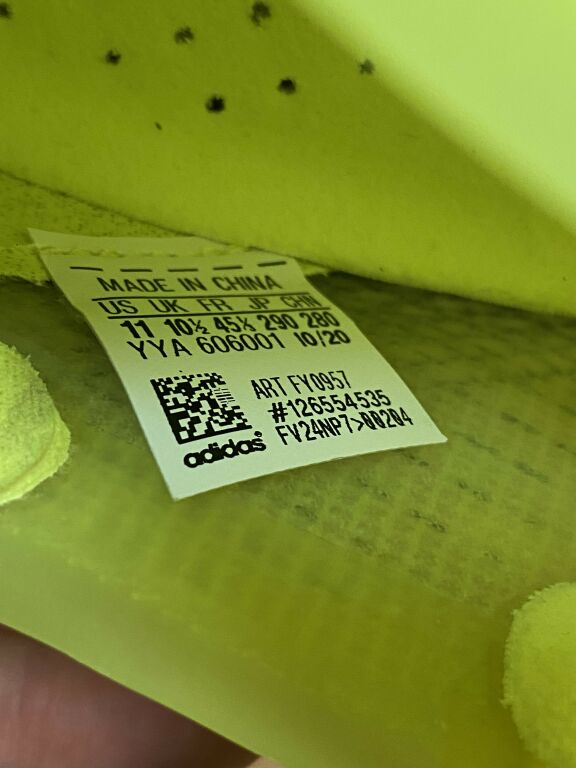 MADE IN CHINA
US UK FR JP CHN
11 10½ 45⅓ 290 280
YYA 606001 10/20
ART FY0957
#126554535
FV24NP7>00204
adidas®